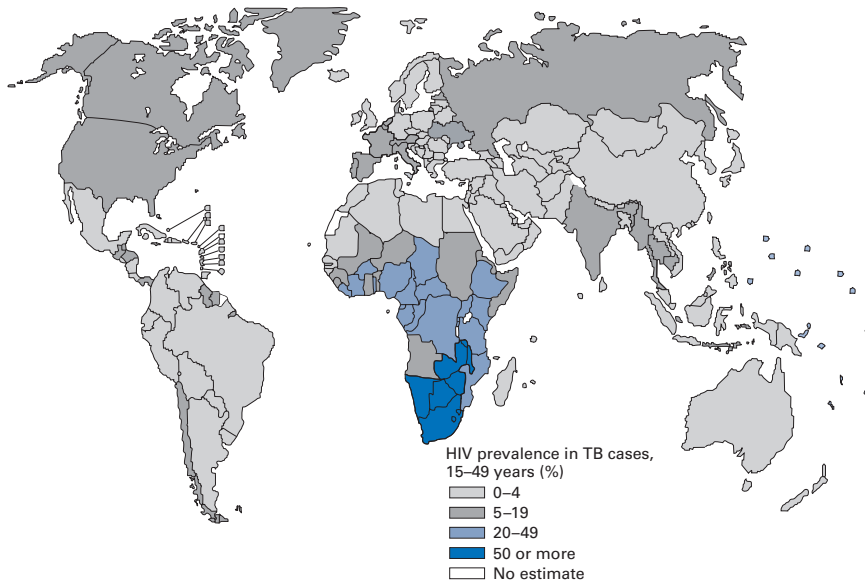 HIV prevalence in TB cases,
15–49 years (%)
0–4
5–19
20–49
50 or more
No estimate